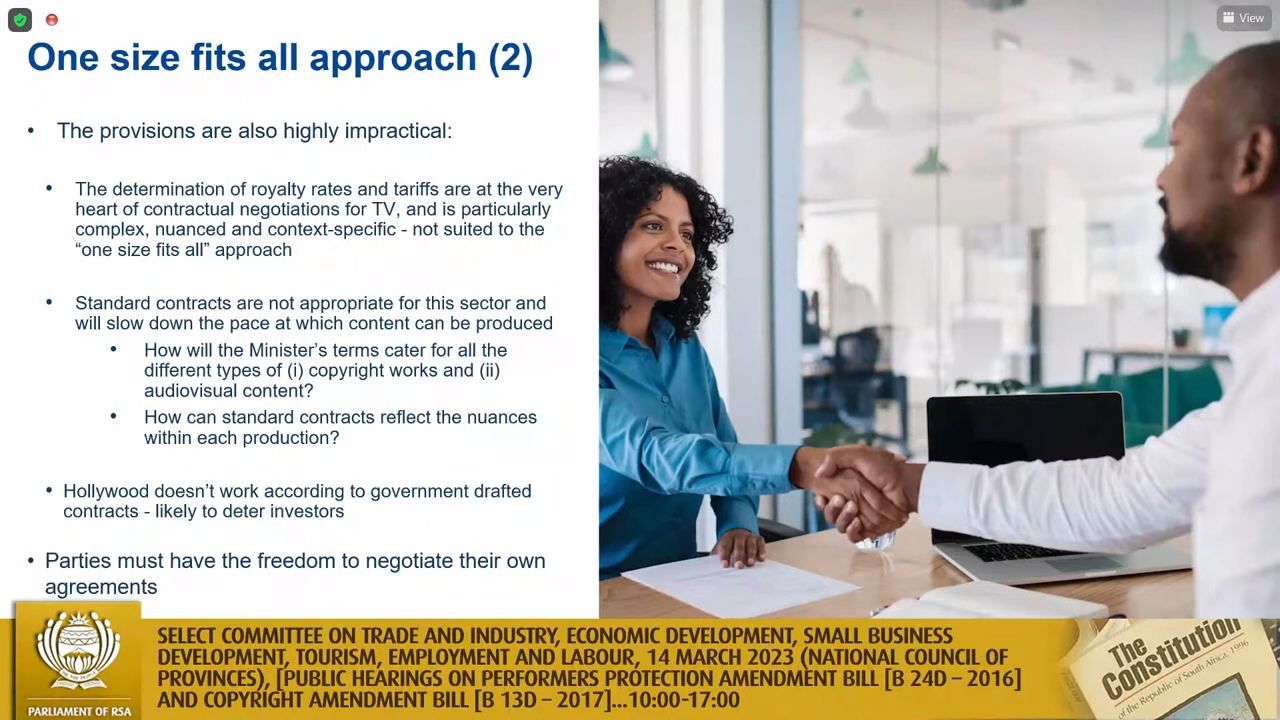 View
One size fits all approach (2)
• The provisions are also highly impractical:
• The determination of royalty rates and tariffs are at the very
heart of contractual negotiations for TV, and is particularly
complex, nuanced and context-specific - not suited to the
“one size fits all” approach
• Standard contracts are not appropriate for this sector and
will slow down the pace at which content can be produced
• How will the Minister’s terms cater for all the
different types of (i) copyright works and (ii)
audiovisual content?
• How can standard contracts reflect the nuances
within each production?
• Hollywood doesn’t work according to government drafted
contracts - likely to deter investors
• Parties must have the freedom to negotiate their own
agreements
PARLIAMENT OF RSA
SELECT COMMITTEE ON TRADE AND INDUSTRY, ECONOMIC DEVELOPMENT, SMALL BUSINESS
DEVELOPMENT, TOURISM, EMPLOYMENT AND LABOUR, 14 MARCH 2023 (NATIONAL COUNCIL OF
PROVINCES), [PUBLIC HEARINGS ON PERFORMERS PROTECTION AMENDMENT BILL [B 24D – 2016]
AND COPYRIGHT AMENDMENT BILL [B 13D – 2017]...10:00-17:00
The
Constitution
of the Republic of South Africa, 1996